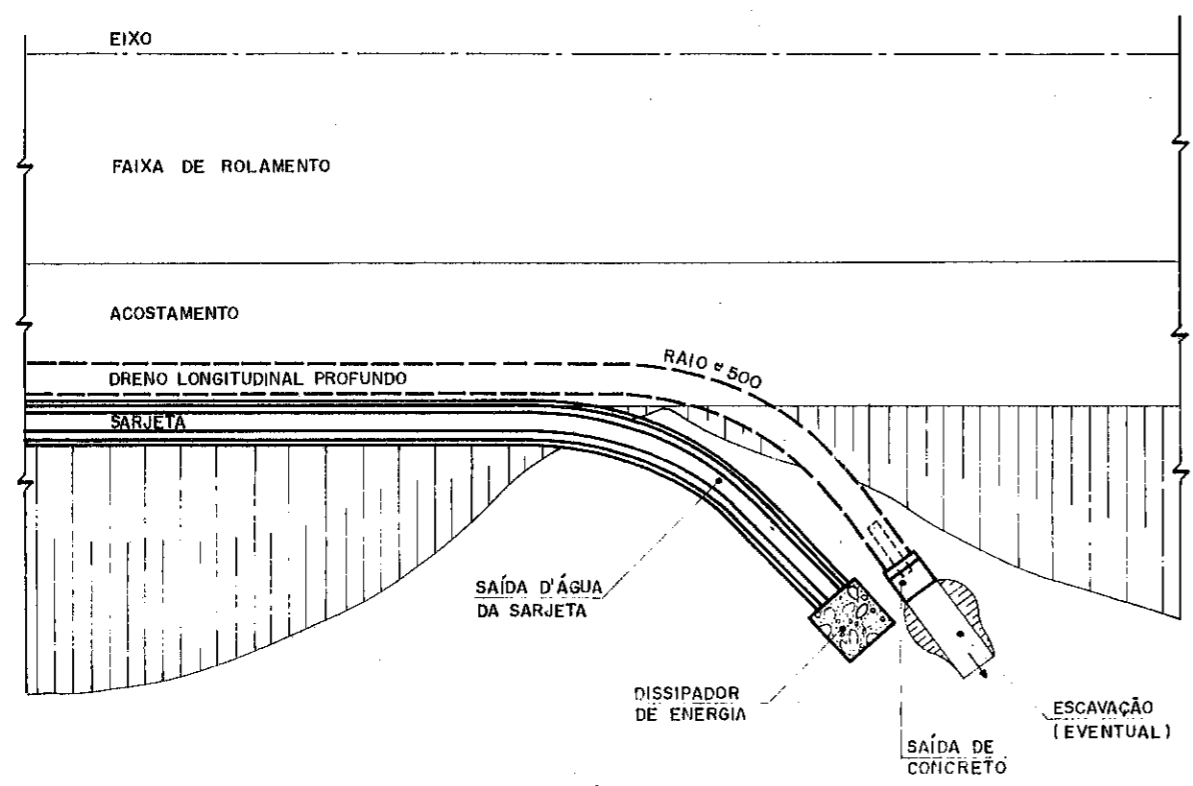 EIXO
FAIXA DE ROLAMENTO
ACOSTAMENTO
RAIO
500
DRENO LONGITUDINAL PROFUNDO
SARJETA
SAÍDA D'ÁGUA
DA SARJETA
DISSIPADOR
DE ENERGIA
ESCAVAÇÃO
(EVENTUAL)
SAÍDA DE
CONCRETO